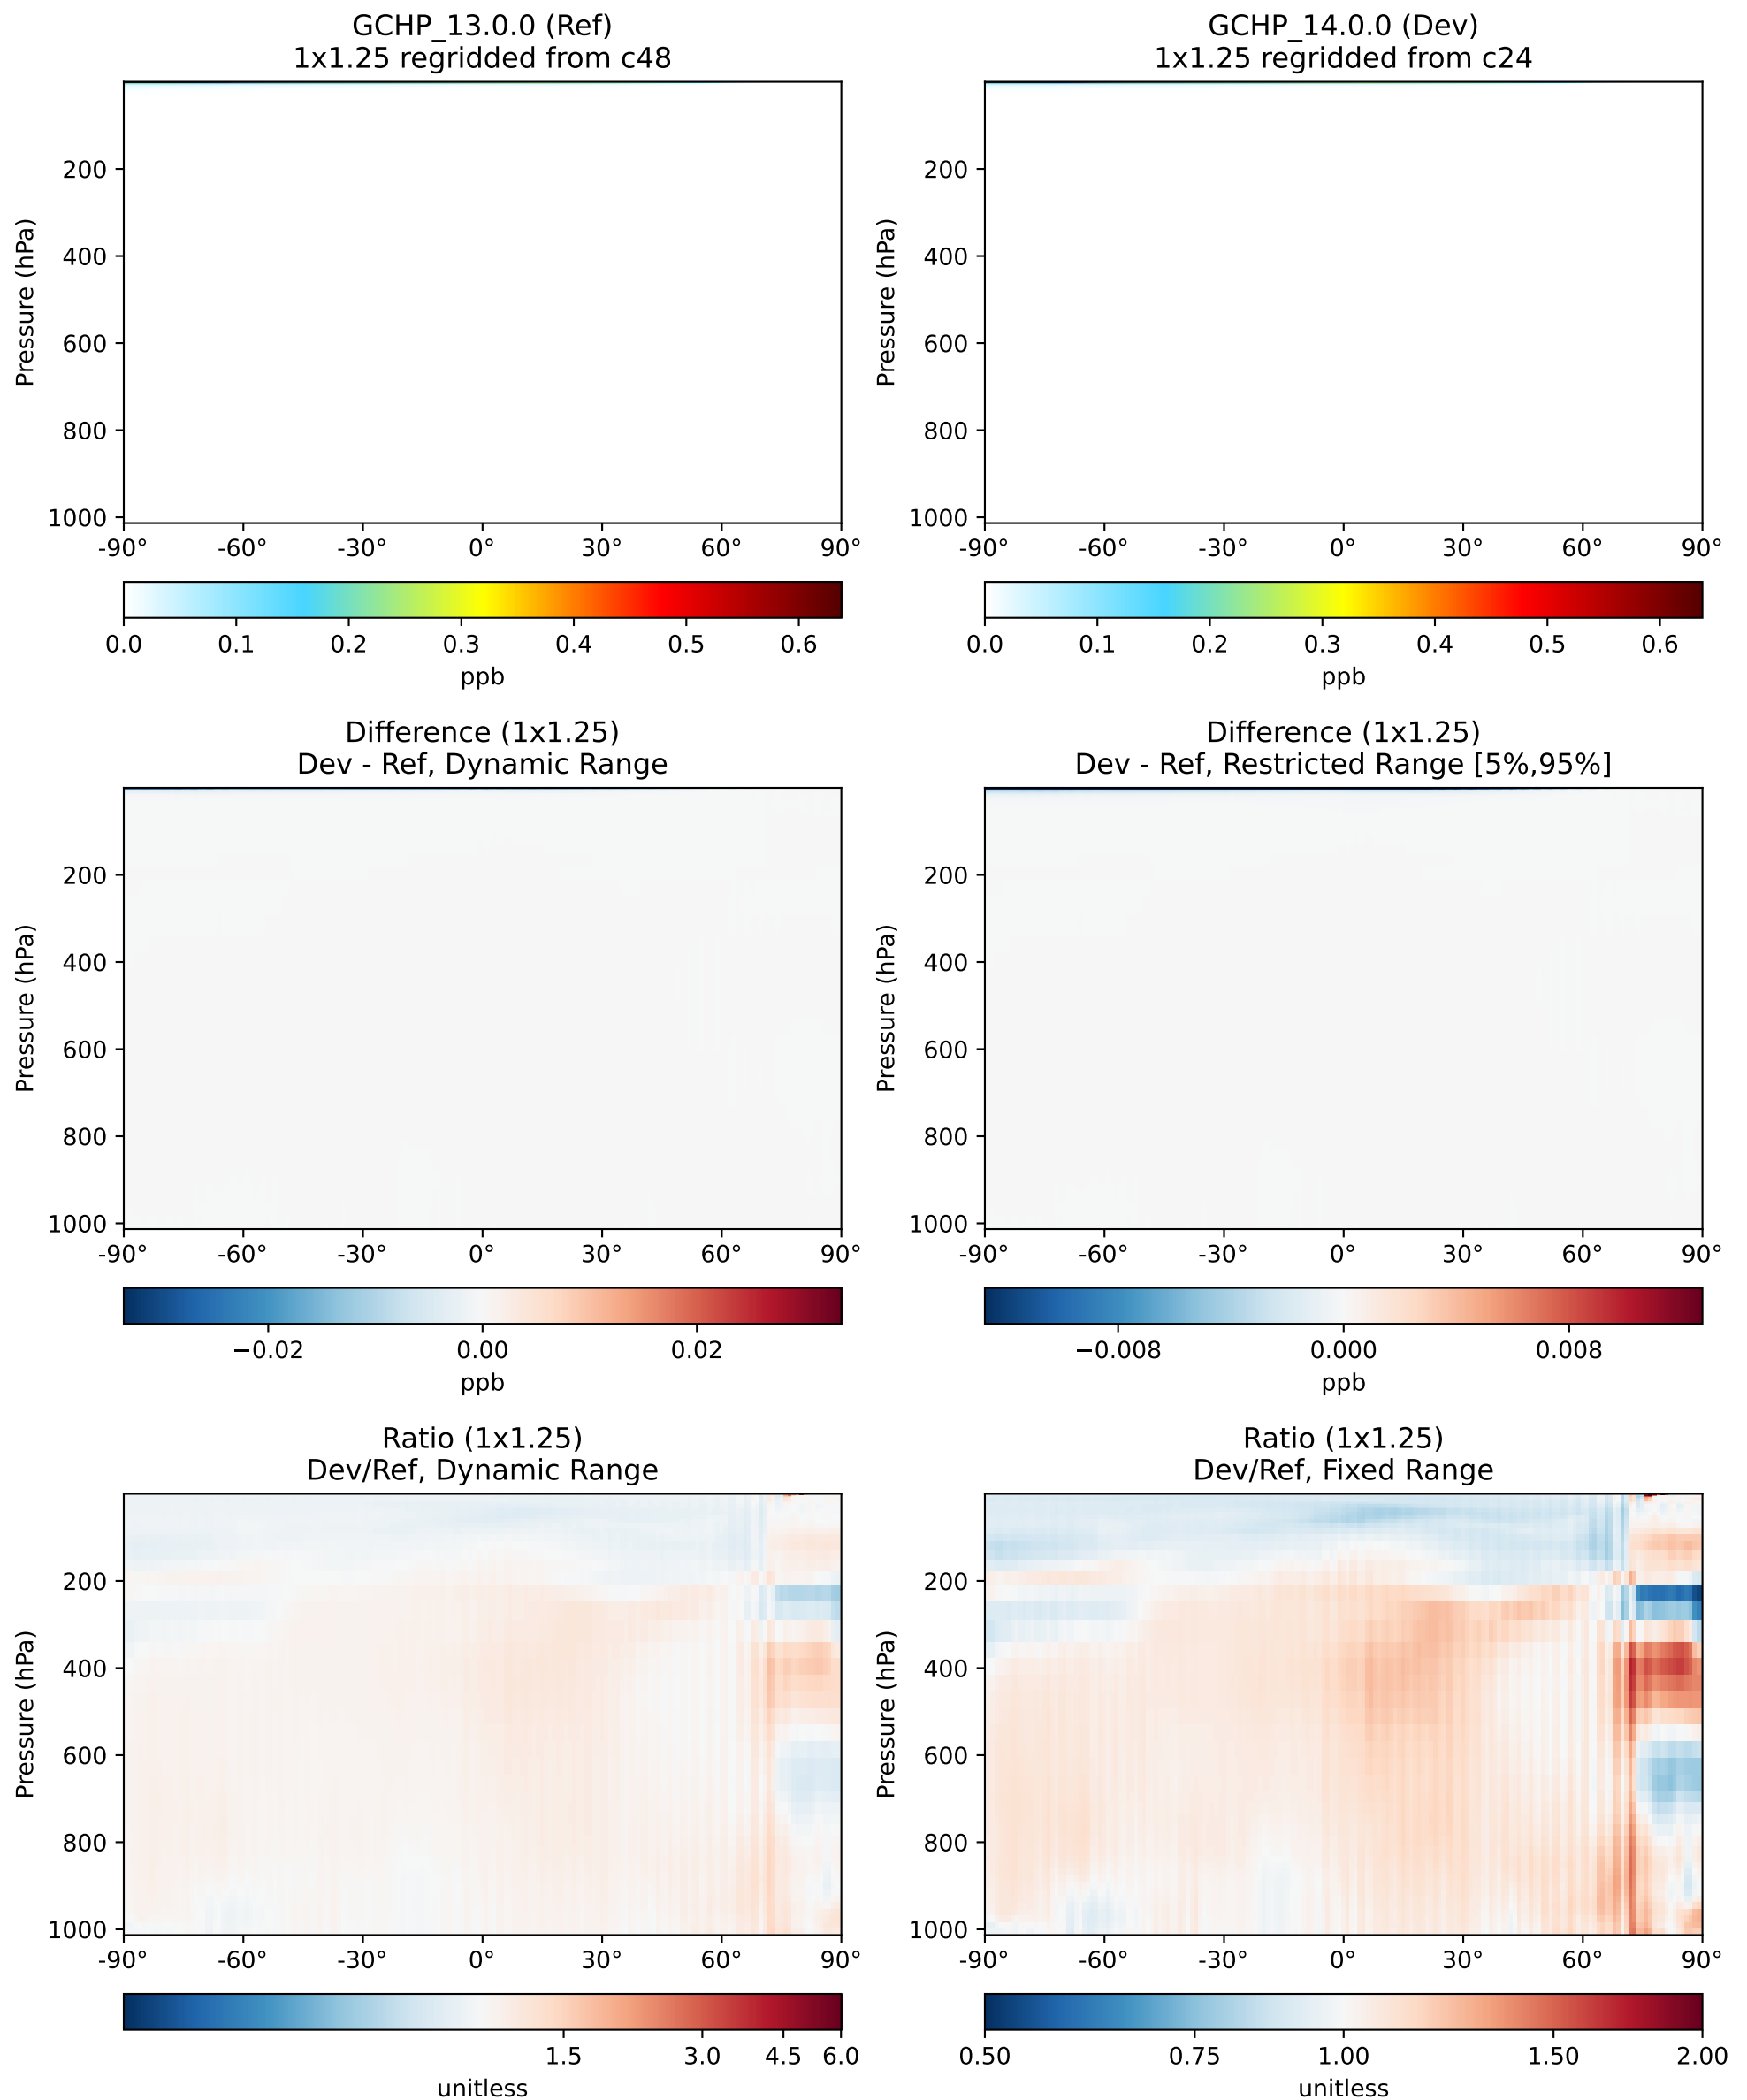 GCHP_13.0.0 (Ref)
1x1.25 regridded from c48
Pressure (hPa)
200
400
600
800
1000
-90° -60° -30° 0° 30° 60° 90°
0.0 0.1 0.2 0.3 0.4 0.5 0.6
ppb
GCHP_14.0.0 (Dev)
1x1.25 regridded from c24
Pressure (hPa)
200
400
600
800
1000
-90° -60° -30° 0° 30° 60° 90°
0.0 0.1 0.2 0.3 0.4 0.5 0.6
ppb
Difference (1x1.25)
Dev - Ref, Dynamic Range
Pressure (hPa)
200
400
600
800
1000
-90° -60° -30° 0° 30° 60° 90°
−0.02 0.00 0.02
ppb
Difference (1x1.25)
Dev - Ref, Restricted Range [5%,95%]
Pressure (hPa)
200
400
600
800
1000
-90° -60° -30° 0° 30° 60° 90°
−0.008 0.000 0.008
ppb
Ratio (1x1.25)
Dev/Ref, Dynamic Range
Pressure (hPa)
200
400
600
800
1000
-90° -60° -30° 0° 30° 60° 90°
1.5 3.0 4.5 6.0
unitless
Ratio (1x1.25)
Dev/Ref, Fixed Range
Pressure (hPa)
200
400
600
800
1000
-90° -60° -30° 0° 30° 60° 90°
0.50 0.75 1.00 1.50 2.00
unitless